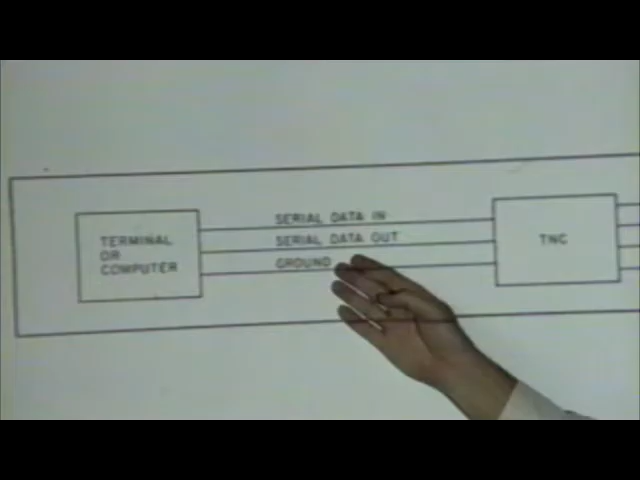 SERIAL DATA IN
TERMINAL
OR
COMPUTER
SERIAL DATA OUT
TNC
GROUND